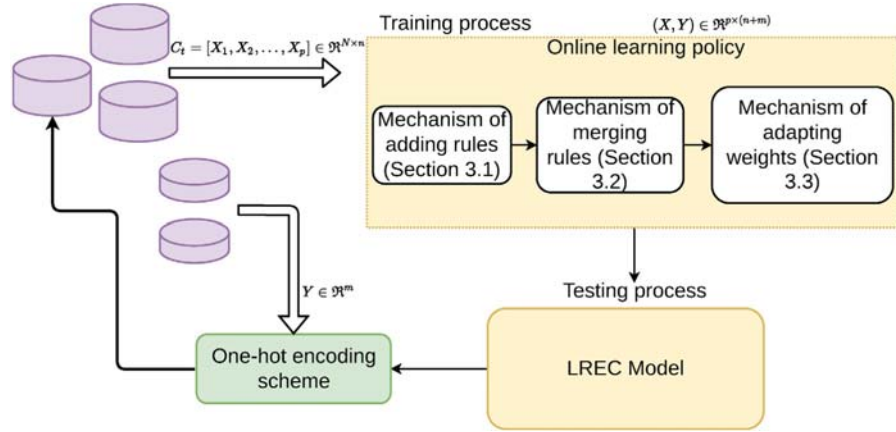 Training process
(X, Y) ∈ ℜ^{p×(n+m)}
C_t = [X_1, X_2, . . . , X_p] ∈ ℜ^{N×n}
Online learning policy
Mechanism of
adding rules
(Section 3.1)
Mechanism of
merging
rules (Section
3.2)
Mechanism of
adapting
weights (Section
3.3)
Y ∈ ℜ^m
Testing process
One-hot encoding
scheme
LREC Model